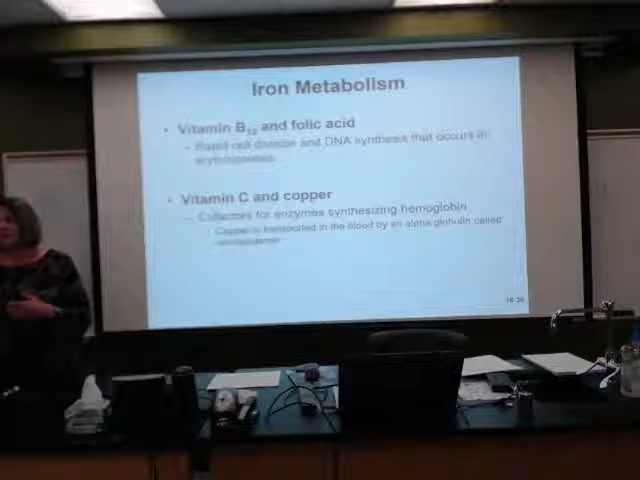 Iron Metabolism
• Vitamin B12 and folic acid
– Rapid cell division and DNA synthesis that occurs in
erythropoiesis
• Vitamin C and copper
– Cofactors for enzymes synthesizing hemoglobin
• Copper is transported in the blood by an alpha globulin called